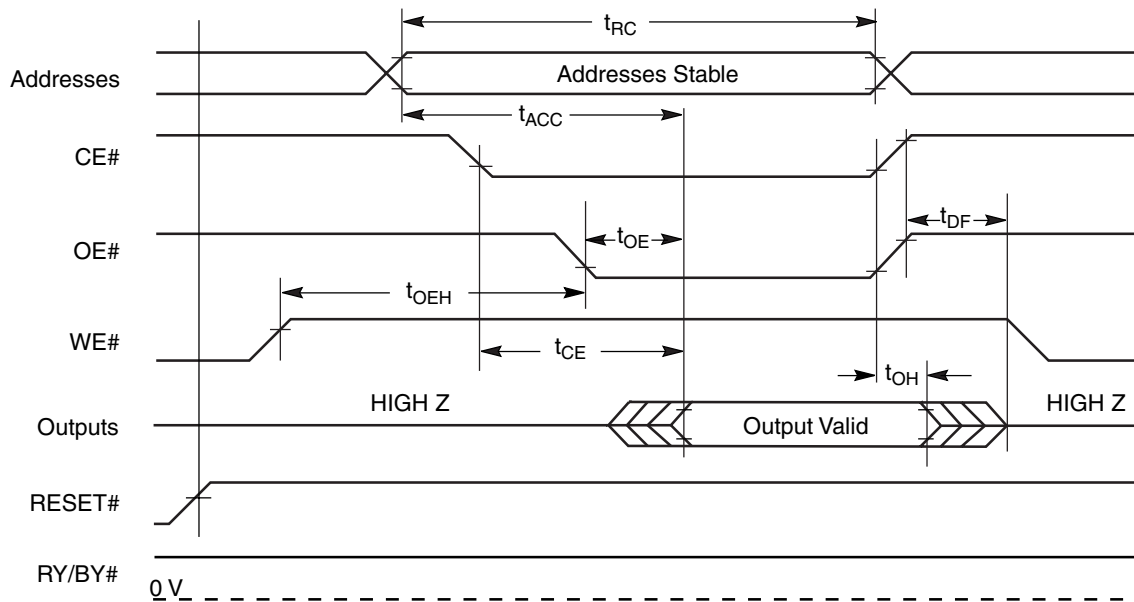 tRC
Addresses
Addresses Stable
tACC
CE#
tDF
OE#
tOE
tOEH
WE#
tCE
tOH
HIGH Z
HIGH Z
Outputs
Output Valid
RESET#
RY/BY#
0 V